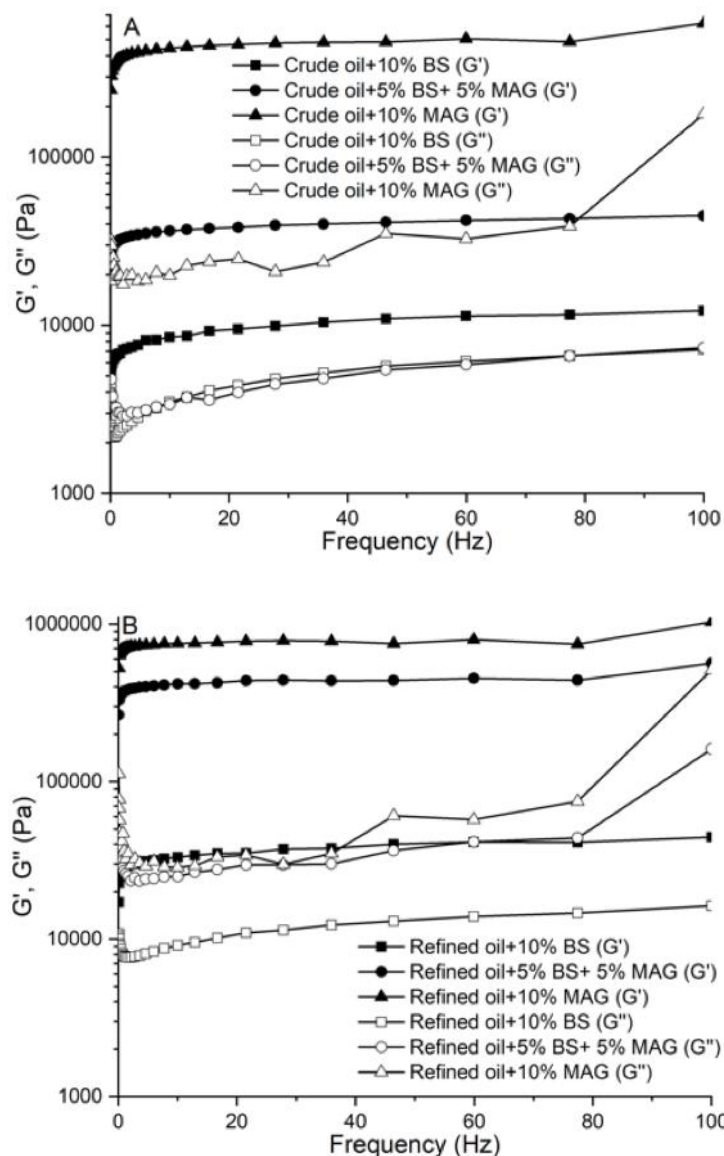 A
Crude oil+10% BS (G')
Crude oil+5% BS+ 5% MAG (G')
Crude oil+10% MAG (G')
Crude oil+10% BS (G")
Crude oil+5% BS+ 5% MAG (G")
Crude oil+10% MAG (G")
100000
10000
1000
G', G" (Pa)
0 20 40 60 80 100
Frequency (Hz)
B
1000000
100000
10000
1000
G', G" (Pa)
Refined oil+10% BS (G')
Refined oil+5% BS+ 5% MAG (G')
Refined oil+10% MAG (G')
Refined oil+10% BS (G")
Refined oil+5% BS+ 5% MAG (G")
Refined oil+10% MAG (G")
0 20 40 60 80 100
Frequency (Hz)